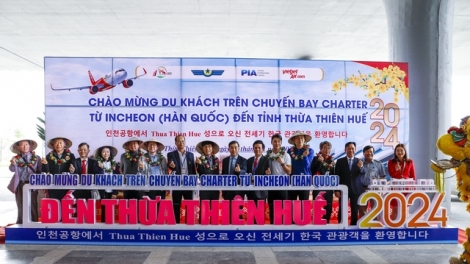 PIA
vietjet Air.com
CHÀO MỪNG DU KHÁCH TRÊN CHUYẾN BAY CHARTER
TỪ INCHEON (HÀN QUỐC) ĐẾN TỈNH THỪA THIÊN HUẾ
2024
인천공항에서 Thua Thien Hue 성으로 오신 전세기 한국 관광객을 환영합니다
CHÀO MỪNG DU KHÁCH TRÊN CHUYẾN BAY CHARTER TỪ INCHEON (HÀN QUỐC)
ĐẾN THỪA THIÊN HUẾ
2024
인천공항에서 Thua Thien Hue 성으로 오신 전세기 한국 관광객을 환영합니다